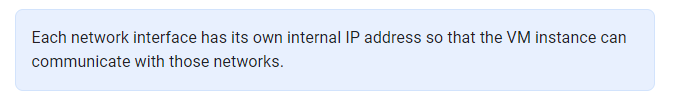 Each network interface has its own internal IP address so that the VM instance can
communicate with those networks.